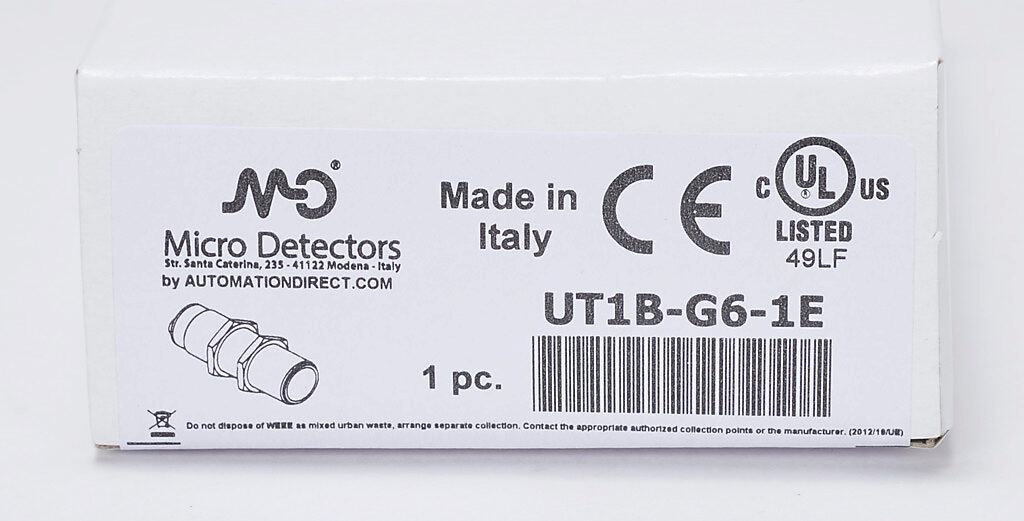 MD®
Micro Detectors
Str. Santa Caterina, 235 - 41122 Modena - Italy
by AUTOMATIONDIRECT.COM
Made in
Italy
CE
C UL US
®
LISTED
49LF
UT1B-G6-1E
1 pc.
Do not dispose of WEEE as mixed urban waste, arrange separate collection. Contact the appropriate authorized collection points or the manufacturer. (2012/19/UE)